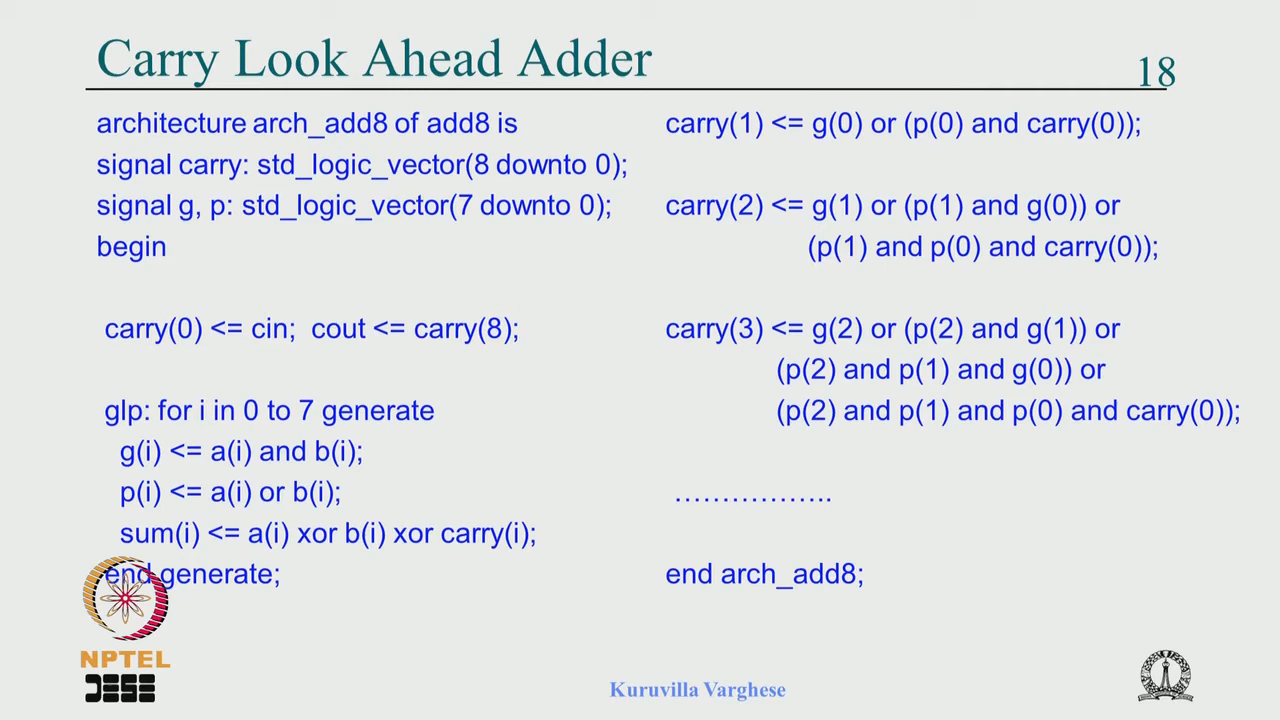 Carry Look Ahead Adder
18
architecture arch_add8 of add8 is
signal carry: std_logic_vector(8 downto 0);
signal g, p: std_logic_vector(7 downto 0);
begin
carry(0) <= cin; cout <= carry(8);
glp: for i in 0 to 7 generate
g(i) <= a(i) and b(i);
p(i) <= a(i) or b(i);
sum(i) <= a(i) xor b(i) xor carry(i);
end generate;
carry(1) <= g(0) or (p(0) and carry(0));
carry(2) <= g(1) or (p(1) and g(0)) or
(p(1) and p(0) and carry(0));
carry(3) <= g(2) or (p(2) and g(1)) or
(p(2) and p(1) and g(0)) or
(p(2) and p(1) and p(0) and carry(0));
……………..
end arch_add8;
NPTEL
Kuruvilla Varghese